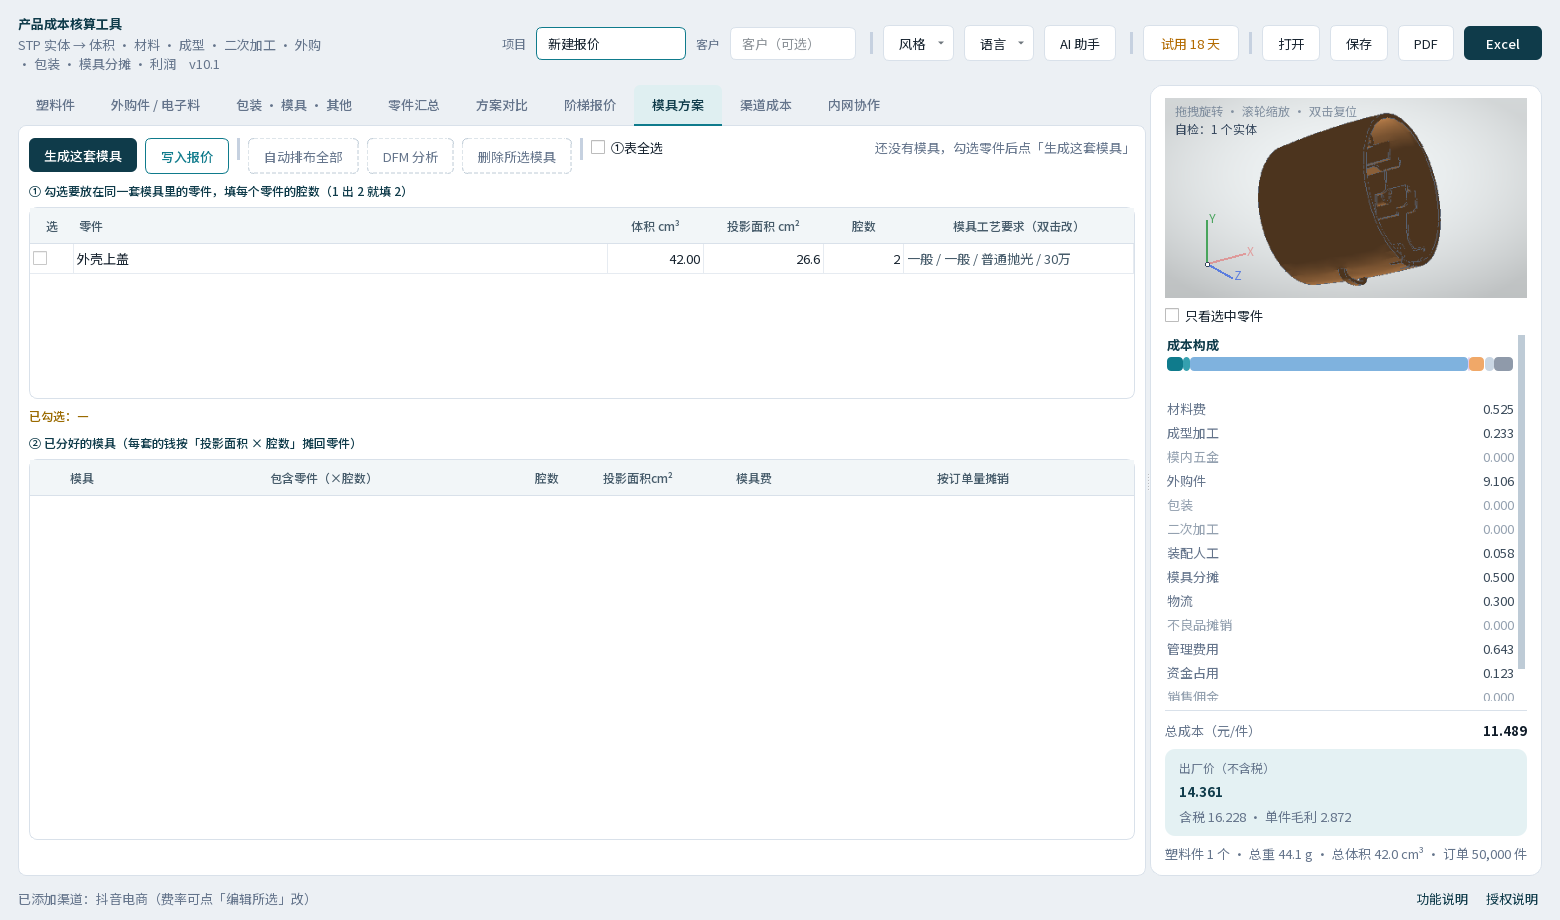 产品成本核算工具
STP 实体 → 体积 · 材料 · 成型 · 二次加工 · 外购
· 包装 · 模具分摊 · 利润 v10.1
项目 新建报价 客户 客户（可选） 风格 语言 AI 助手 试用 18 天 打开 保存 PDF Excel
塑料件 外购件 / 电子料 包装 · 模具 · 其他 零件汇总 方案对比 阶梯报价 模具方案 渠道成本 内网协作
生成这套模具 写入报价 自动排布全部 DFM 分析 删除所选模具 ①表全选 还没有模具，勾选零件后点「生成这套模具」
① 勾选要放在同一套模具里的零件，填每个零件的腔数（1 出 2 就填 2）
选 零件 体积 cm³ 投影面积 cm² 腔数 模具工艺要求（双击改）
外壳上盖 42.00 26.6 2 一般 / 一般 / 普通抛光 / 30万
已勾选：—
② 已分好的模具（每套的钱按「投影面积 × 腔数」摊回零件）
模具 包含零件（×腔数） 腔数 投影面积cm² 模具费 按订单量摊销
拖拽旋转 · 滚轮缩放 · 双击复位
自检：1 个实体
Y
X
Z
只看选中零件
成本构成
材料费 0.525
成型加工 0.233
模内五金 0.000
外购件 9.106
包装 0.000
二次加工 0.000
装配人工 0.058
模具分摊 0.500
物流 0.300
不良品摊销 0.000
管理费用 0.643
资金占用 0.123
销售佣金 0.000
总成本（元/件） 11.489
出厂价（不含税）
14.361
含税 16.228 · 单件毛利 2.872
塑料件 1 个 · 总重 44.1 g · 总体积 42.0 cm³ · 订单 50,000 件
已添加渠道：抖音电商（费率可点「编辑所选」改） 功能说明 授权说明